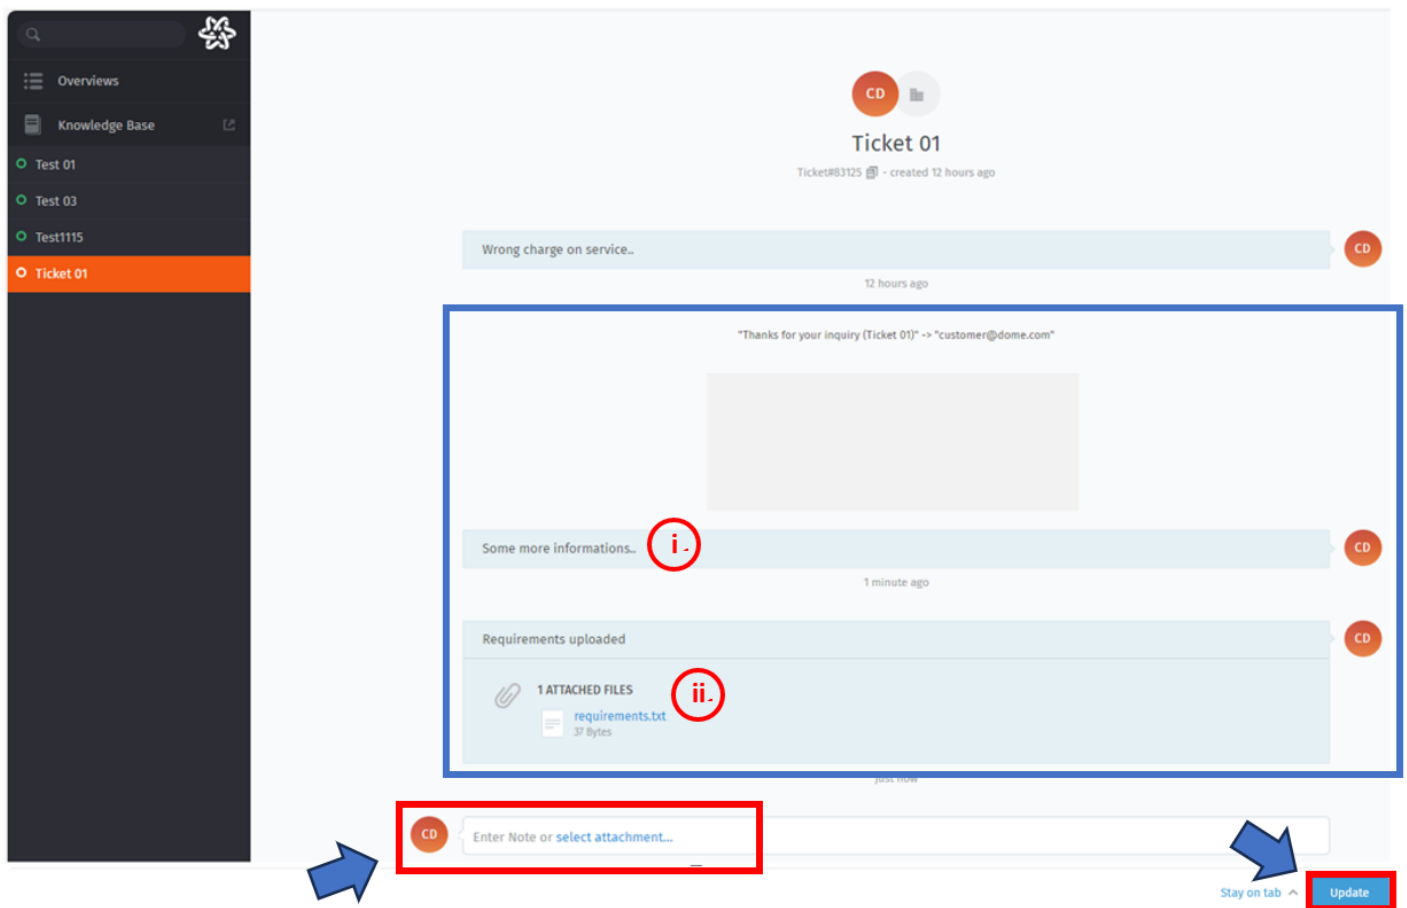 Overviews
Knowledge Base
Test 01
Test 03
Test1115
Ticket 01
CD
Ticket 01
Ticket#83125 - created 12 hours ago
Wrong charge on service..
CD
12 hours ago
"Thanks for your inquiry (Ticket 01)" -> "customer@dome.com"
Some more informations..
i.
CD
1 minute ago
Requirements uploaded
CD
1 ATTACHED FILES
ii.
requirements.txt
37 Bytes
just now
CD
Enter Note or select attachment...
Stay on tab
Update